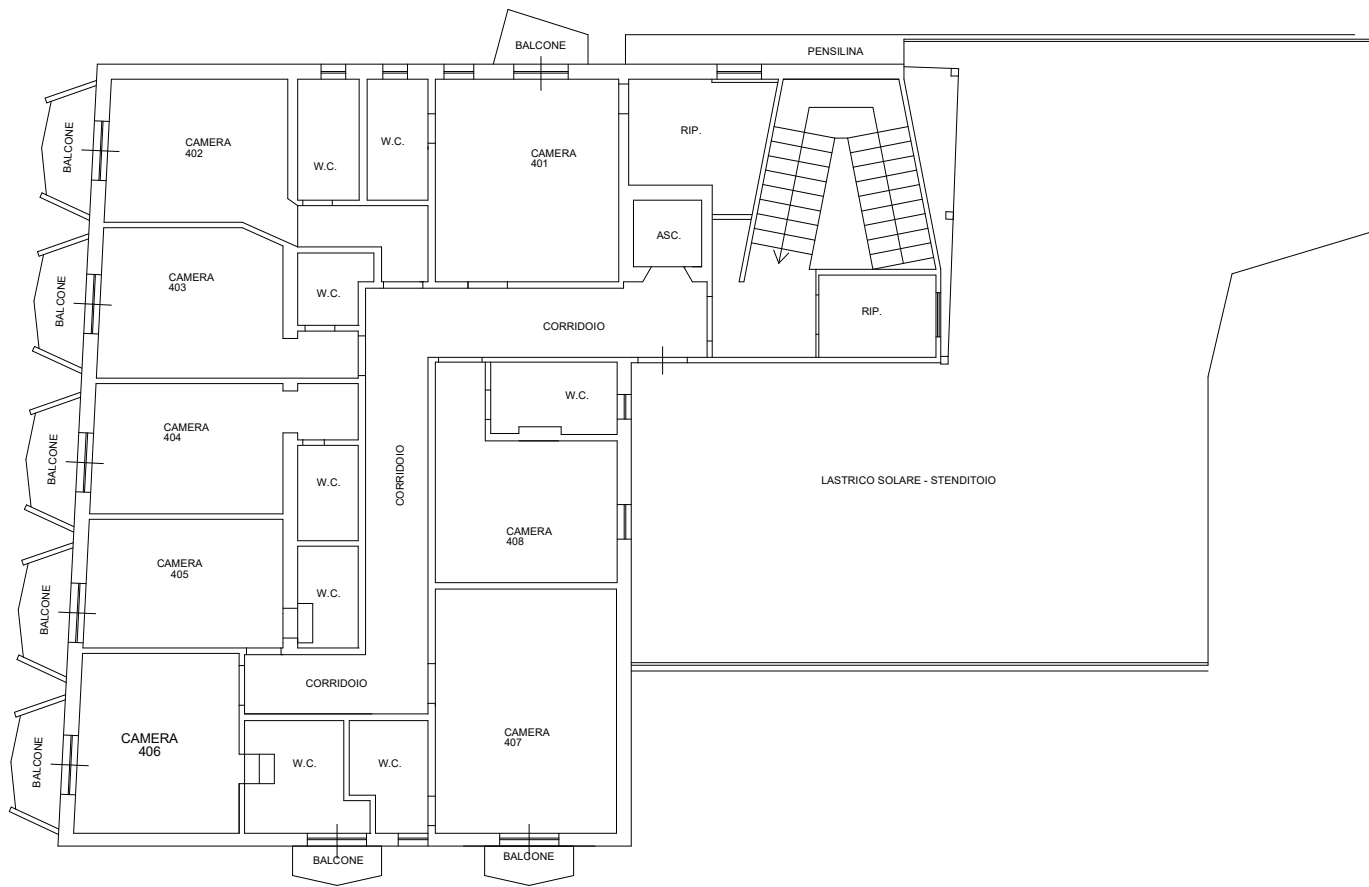 BALCONE
PENSILINA
BALCONE
CAMERA
402
W.C.
W.C.
CAMERA
401
RIP.
ASC.
BALCONE
CAMERA
403
W.C.
CORRIDOIO
RIP.
BALCONE
CAMERA
404
W.C.
CORRIDOIO
W.C.
LASTRICO SOLARE - STENDITOIO
CAMERA
408
BALCONE
CAMERA
405
W.C.
CORRIDOIO
BALCONE
CAMERA
406
W.C.
W.C.
CAMERA
407
BALCONE
BALCONE